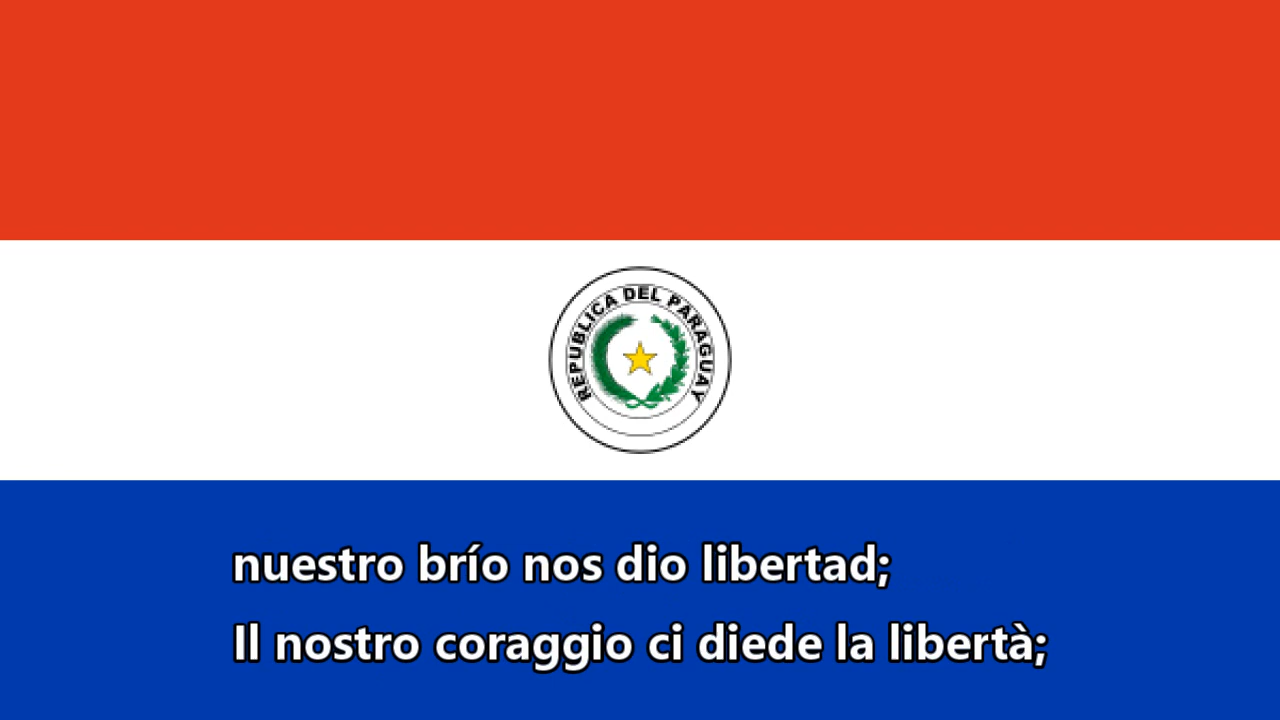 REPUBLICA DEL PARAGUAY
nuestro brío nos dio libertad;
Il nostro coraggio ci diede la libertà;